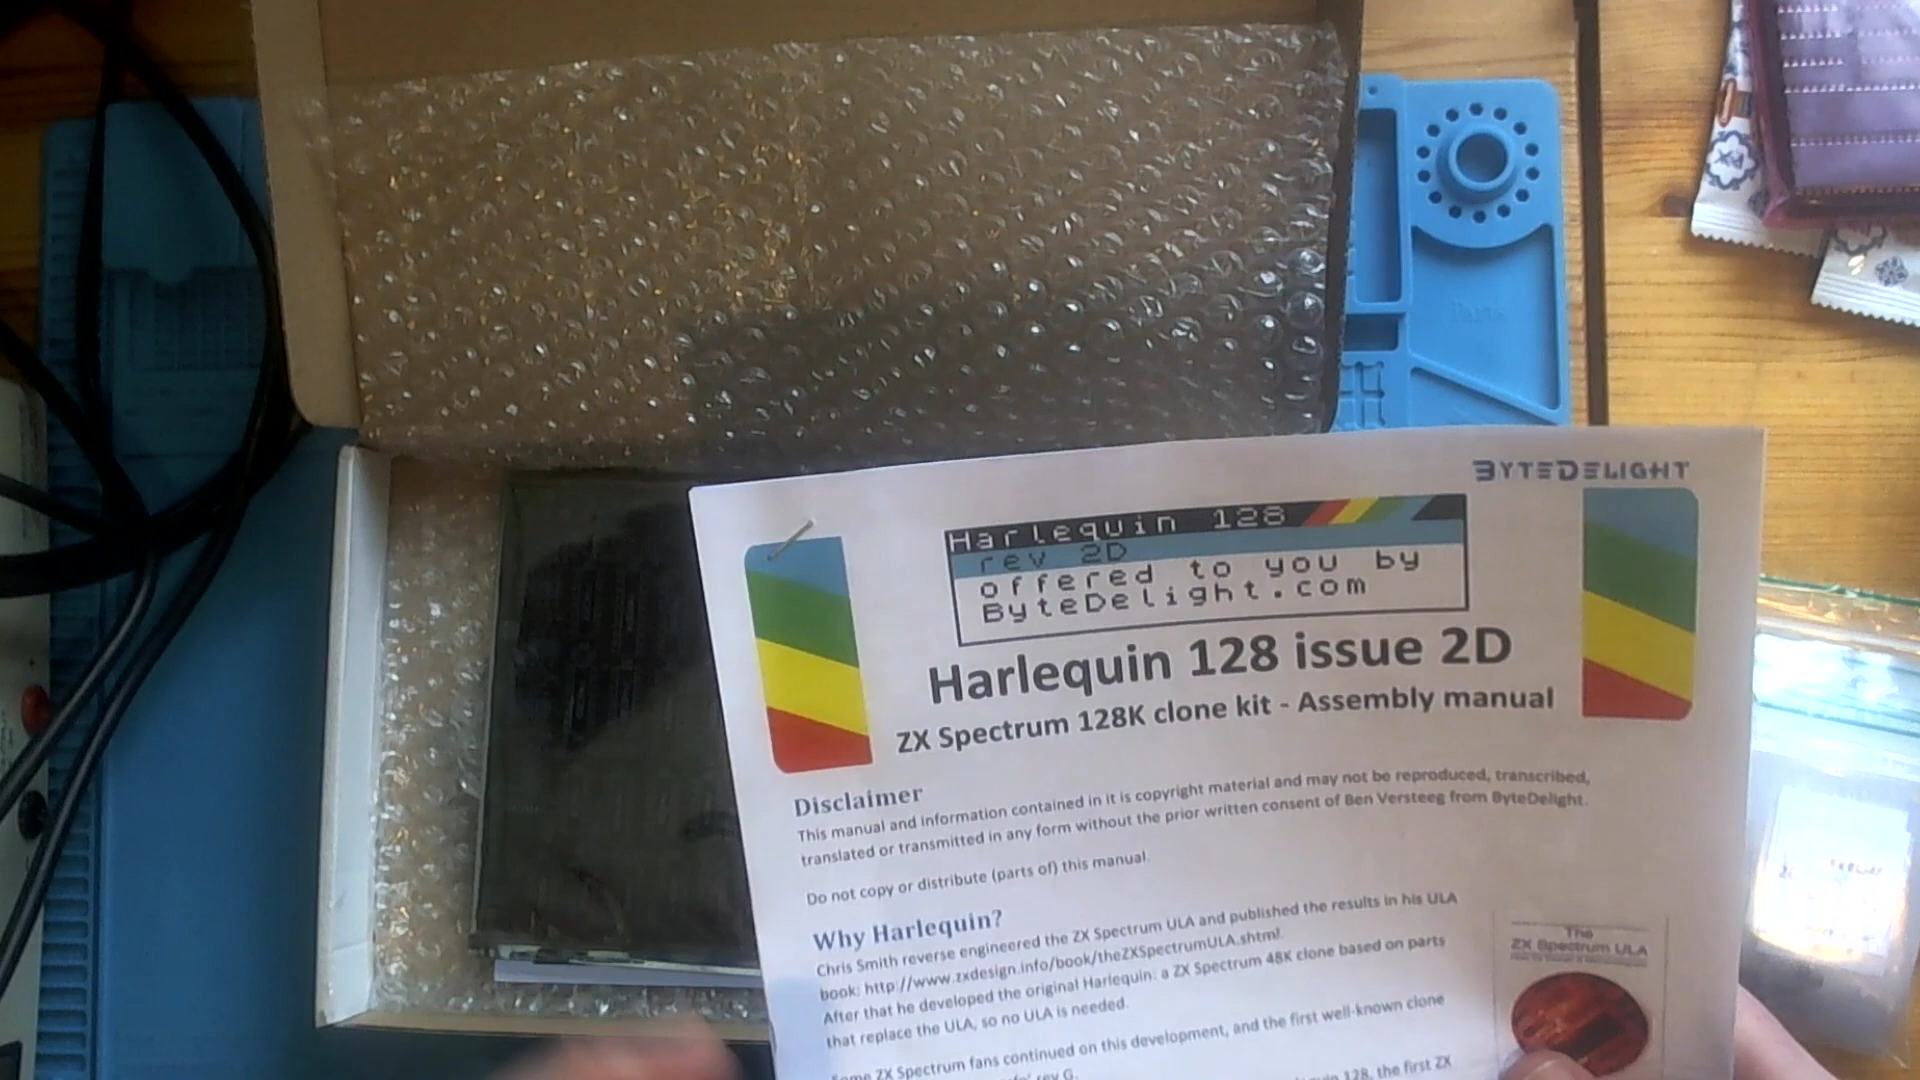 BYTEDELIGHT
Harlequin 128
rev 2D
offered to you by
ByteDelight.com
Harlequin 128 issue 2D
ZX Spectrum 128K clone kit - Assembly manual
Disclaimer
This manual and information contained in it is copyright material and may not be reproduced, transcribed,
translated or transmitted in any form without the prior written consent of Ben Versteeg from ByteDelight.
Do not copy or distribute (parts of) this manual.
Why Harlequin?
Chris Smith reverse engineered the ZX Spectrum ULA and published the results in his ULA
book: http://www.zxdesign.info/book/theZXSpectrumULA.shtml.
After that he developed the original Harlequin: a ZX Spectrum 48K clone based on parts
that replace the ULA, so no ULA is needed.
ZX Spectrum fans continued on this development, and the first well-known clone
rev G.
128, the first ZX
The
ZX Spectrum ULA
Parts